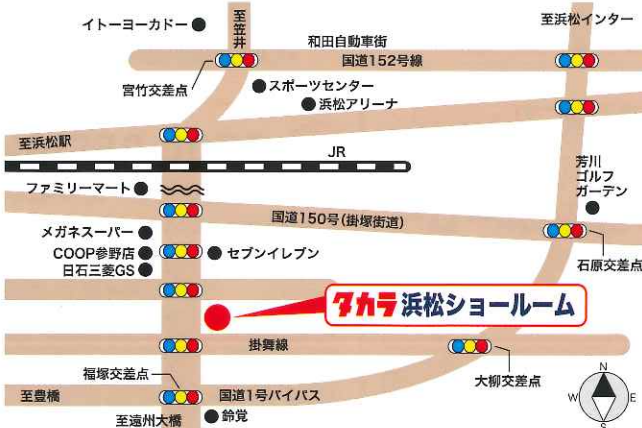 イトーヨーカドー
至笠井
至浜松インター
和田自動車街
国道152号線
宮竹交差点
スポーツセンター
浜松アリーナ
至浜松駅
JR
芳川
ゴルフ
ガーデン
ファミリーマート
国道150号(掛塚街道)
メガネスーパー
COOP参野店
セブンイレブン
日石三菱GS
石原交差点
タカラ 浜松ショールーム
掛舞線
福塚交差点
大柳交差点
至豊橋
国道1号バイパス
至遠州大橋
鈴覚
N
W
E
S